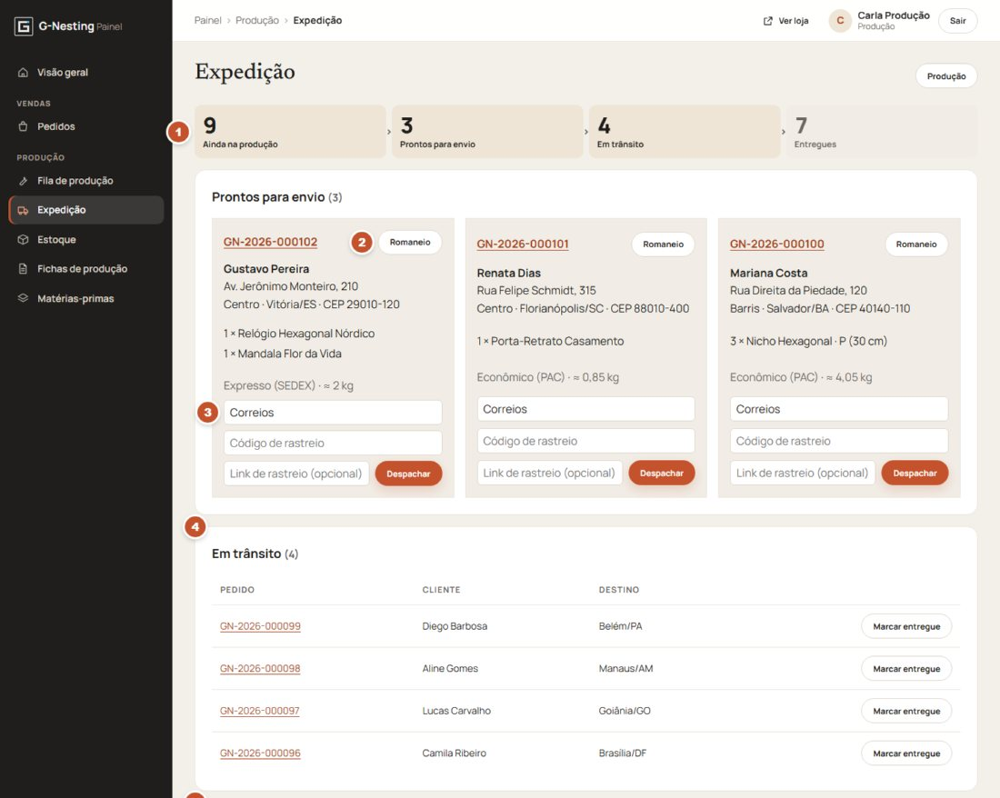 G-Nesting Painel
Painel › Produção › Expedição
Ver loja
C
Carla Produção
Produção
Sair
Visão geral
VENDAS
Pedidos
PRODUÇÃO
Fila de produção
Expedição
Estoque
Fichas de produção
Matérias-primas
Expedição
Produção
1
9
Ainda na produção
›
3
Prontos para envio
›
4
Em trânsito
›
7
Entregues
Prontos para envio (3)
GN-2026-000102
2
Romaneio
Gustavo Pereira
Av. Jerônimo Monteiro, 210
Centro · Vitória/ES · CEP 29010-120
1 × Relógio Hexagonal Nórdico
1 × Mandala Flor da Vida
Expresso (SEDEX) · ≈ 2 kg
3
Correios
Código de rastreio
Link de rastreio (opcional)
Despachar
GN-2026-000101
Romaneio
Renata Dias
Rua Felipe Schmidt, 315
Centro · Florianópolis/SC · CEP 88010-400
1 × Porta-Retrato Casamento
Econômico (PAC) · ≈ 0,85 kg
Correios
Código de rastreio
Link de rastreio (opcional)
Despachar
GN-2026-000100
Romaneio
Mariana Costa
Rua Direita da Piedade, 120
Barris · Salvador/BA · CEP 40140-110
3 × Nicho Hexagonal · P (30 cm)
Econômico (PAC) · ≈ 4,05 kg
Correios
Código de rastreio
Link de rastreio (opcional)
Despachar
4
Em trânsito (4)
PEDIDO CLIENTE DESTINO
GN-2026-000099 Diego Barbosa Belém/PA Marcar entregue
GN-2026-000098 Aline Gomes Manaus/AM Marcar entregue
GN-2026-000097 Lucas Carvalho Goiânia/GO Marcar entregue
GN-2026-000096 Camila Ribeiro Brasília/DF Marcar entregue